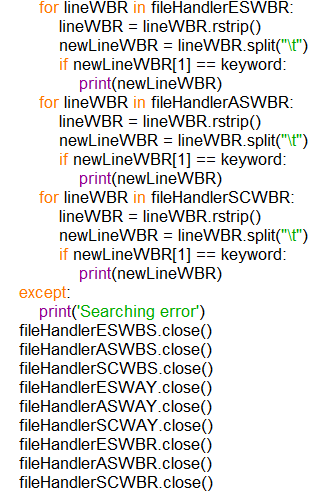 for lineWBR in fileHandlerESWBR:
lineWBR = lineWBR.rstrip()
newLineWBR = lineWBR.split("\t")
if newLineWBR[1] == keyword:
print(newLineWBR)
for lineWBR in fileHandlerASWBR:
lineWBR = lineWBR.rstrip()
newLineWBR = lineWBR.split("\t")
if newLineWBR[1] == keyword:
print(newLineWBR)
for lineWBR in fileHandlerSCWBR:
lineWBR = lineWBR.rstrip()
newLineWBR = lineWBR.split("\t")
if newLineWBR[1] == keyword:
print(newLineWBR)
except:
print('Searching error')
fileHandlerESWBS.close()
fileHandlerASWBS.close()
fileHandlerSCWBS.close()
fileHandlerESWAY.close()
fileHandlerASWAY.close()
fileHandlerSCWAY.close()
fileHandlerESWBR.close()
fileHandlerASWBR.close()
fileHandlerSCWBR.close()